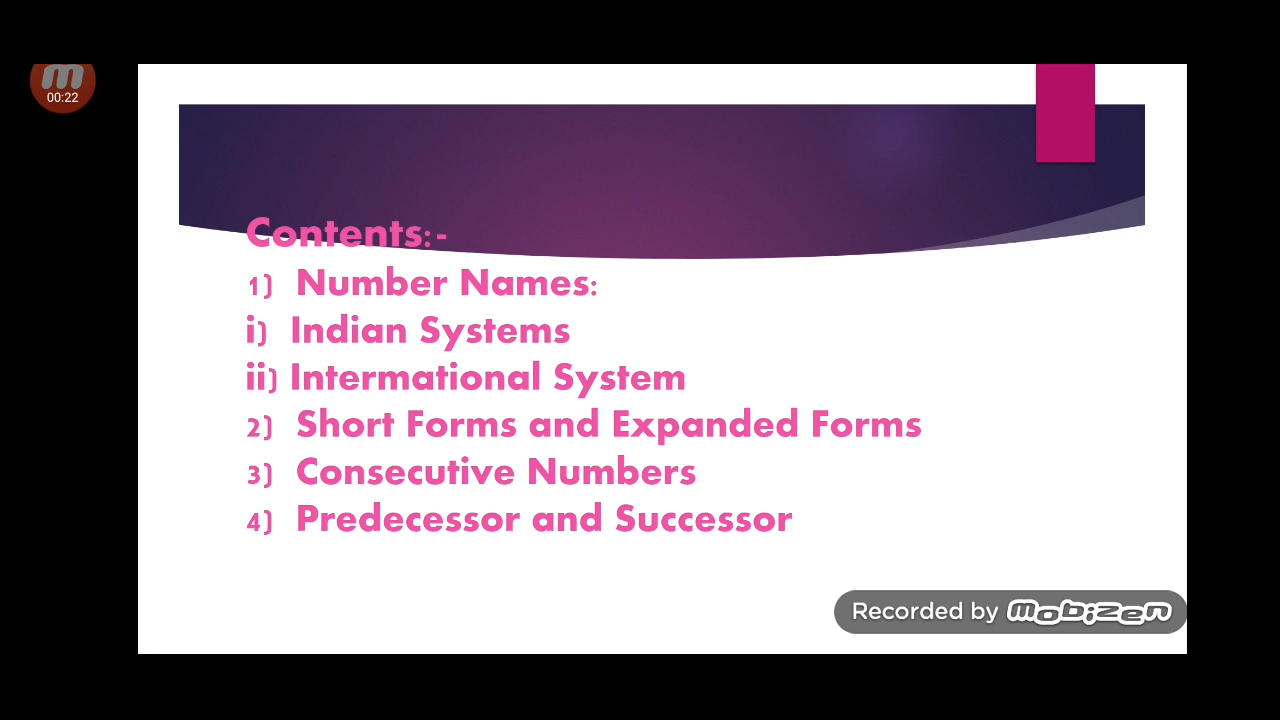 m
00:22
Contents:-
1) Number Names:
i) Indian Systems
ii) Intermational System
2) Short Forms and Expanded Forms
3) Consecutive Numbers
4) Predecessor and Successor
Recorded by mobizen